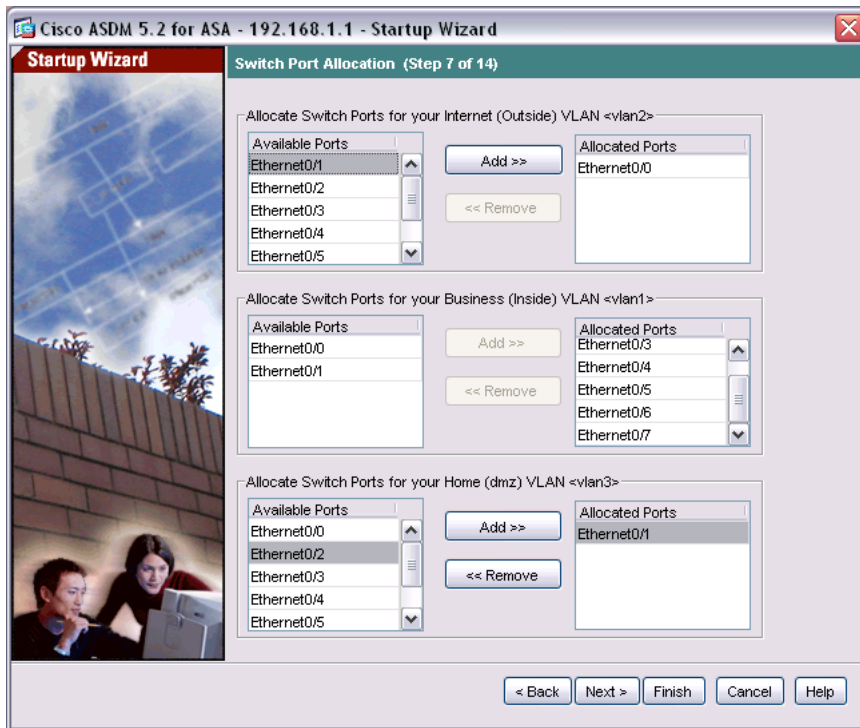 Cisco ASDM 5.2 for ASA - 192.168.1.1 - Startup Wizard
Startup Wizard
Switch Port Allocation (Step 7 of 14)
Allocate Switch Ports for your Internet (Outside) VLAN <vlan2>
Available Ports
Ethernet0/1
Ethernet0/2
Ethernet0/3
Ethernet0/4
Ethernet0/5
Add >>
<< Remove
Allocated Ports
Ethernet0/0
Allocate Switch Ports for your Business (Inside) VLAN <vlan1>
Available Ports
Ethernet0/0
Ethernet0/1
Add >>
<< Remove
Allocated Ports
Ethernet0/3
Ethernet0/4
Ethernet0/5
Ethernet0/6
Ethernet0/7
Allocate Switch Ports for your Home (dmz) VLAN <vlan3>
Available Ports
Ethernet0/0
Ethernet0/2
Ethernet0/3
Ethernet0/4
Ethernet0/5
Add >>
<< Remove
Allocated Ports
Ethernet0/1
< Back
Next >
Finish
Cancel
Help